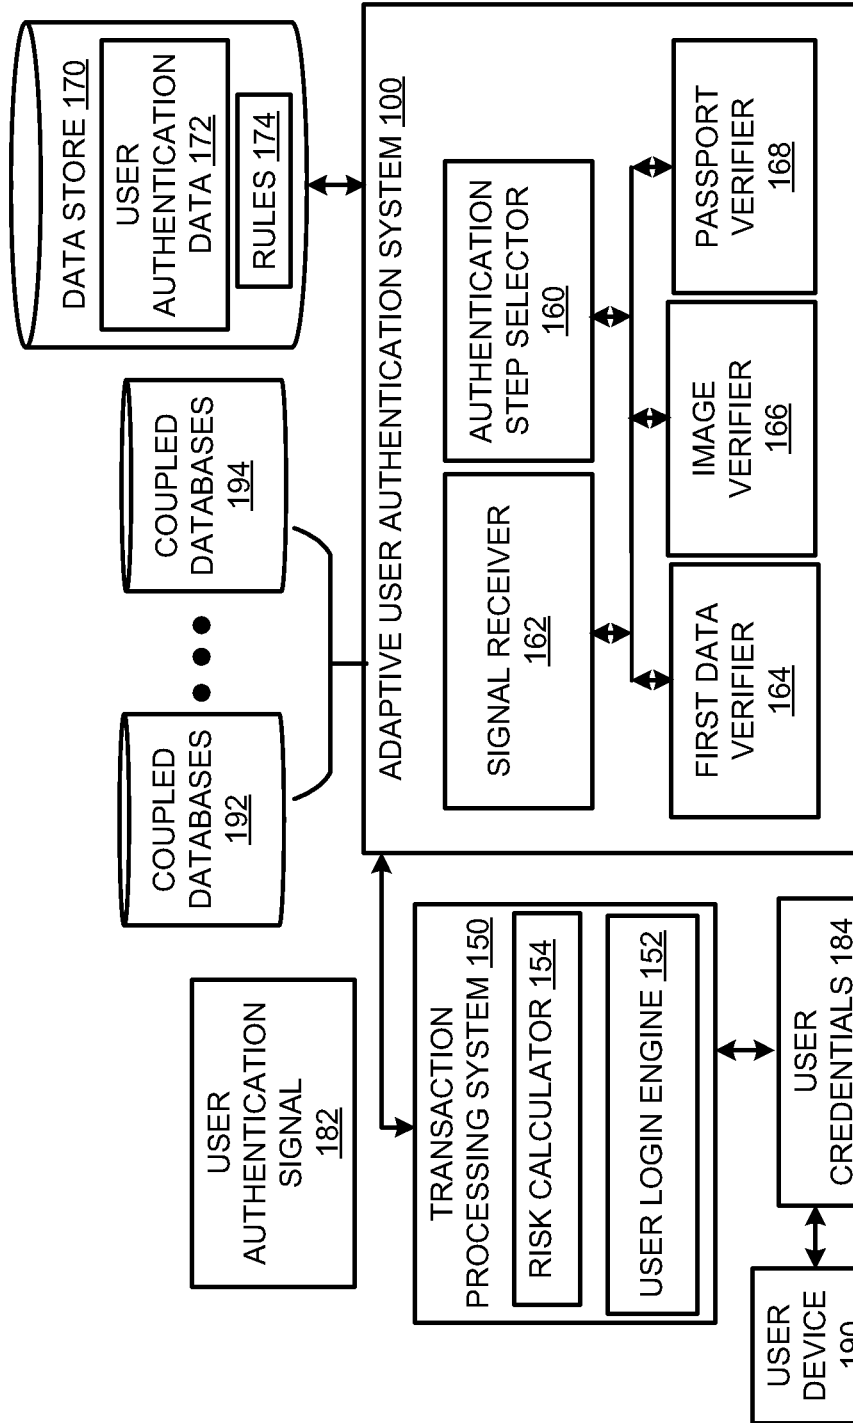 USER
AUTHENTICATION
SIGNAL
182
COUPLED
DATABASES
192
COUPLED
DATABASES
194
DATA STORE 170
USER
AUTHENTICATION
DATA 172
RULES 174
TRANSACTION
PROCESSING SYSTEM 150
RISK CALCULATOR 154
USER LOGIN ENGINE 152
ADAPTIVE USER AUTHENTICATION SYSTEM 100
SIGNAL RECEIVER
162
AUTHENTICATION
STEP SELECTOR
160
FIRST DATA
VERIFIER
164
IMAGE
VERIFIER
166
PASSPORT
VERIFIER
168
USER
DEVICE
190
USER
CREDENTIALS 184